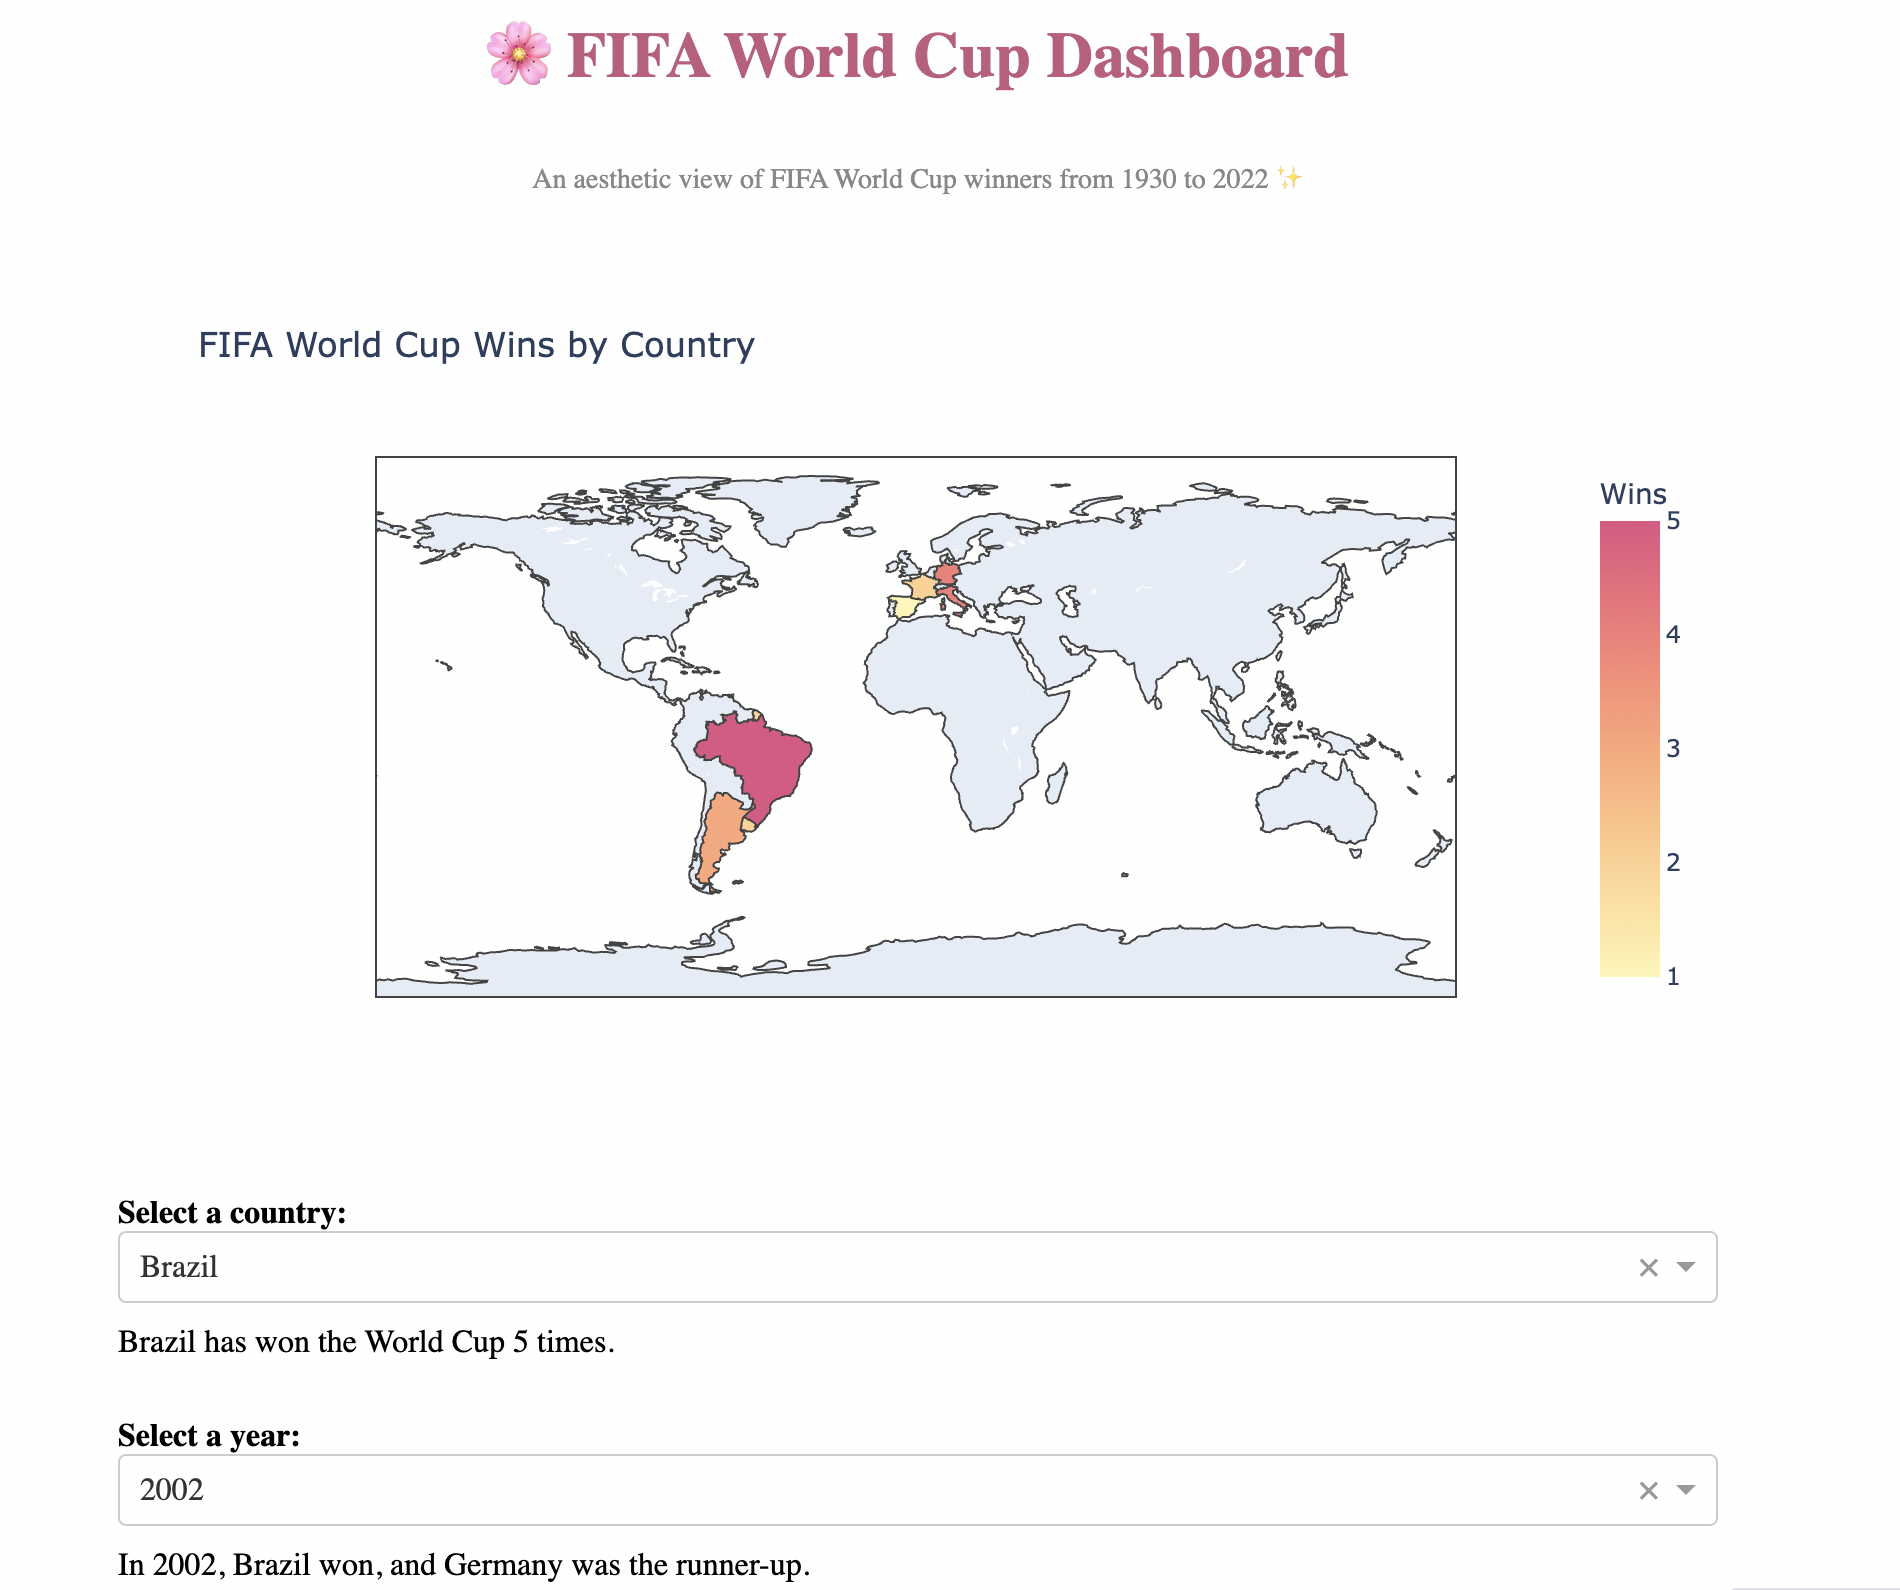 🌸 FIFA World Cup Dashboard
An aesthetic view of FIFA World Cup winners from 1930 to 2022 ✨
FIFA World Cup Wins by Country
Wins
5
4
3
2
1
Select a country:
Brazil
Brazil has won the World Cup 5 times.
Select a year:
2002
In 2002, Brazil won, and Germany was the runner-up.